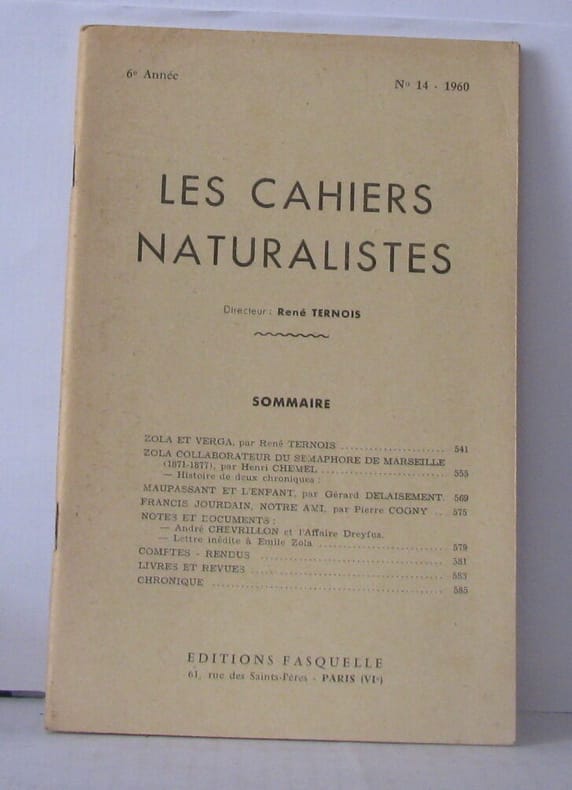 6e Année
No 14 - 1960
LES CAHIERS
NATURALISTES
Directeur : René TERNOIS
SOMMAIRE
ZOLA ET VERGA, par René TERNOIS ..................... 541
ZOLA COLLABORATEUR DU SEMAPHORE DE MARSEILLE
(1871-1877), par Henri CHEMEL ......................... 555
— Histoire de deux chroniques :
MAUPASSANT ET L'ENFANT, par Gérard DELAISEMENT. 569
FRANCIS JOURDAIN, NOTRE AMI, par Pierre COGNY ... 575
NOTES ET DOCUMENTS :
— André CHEVRILLON et l'Affaire Dreyfus.
— Lettre inédite à Emile Zola ......................... 579
COMPTES - RENDUS ..................................... 581
LIVRES ET REVUES ...................................... 583
CHRONIQUE ............................................. 585
EDITIONS FASQUELLE
61, rue des Saints-Pères - PARIS (VIe)